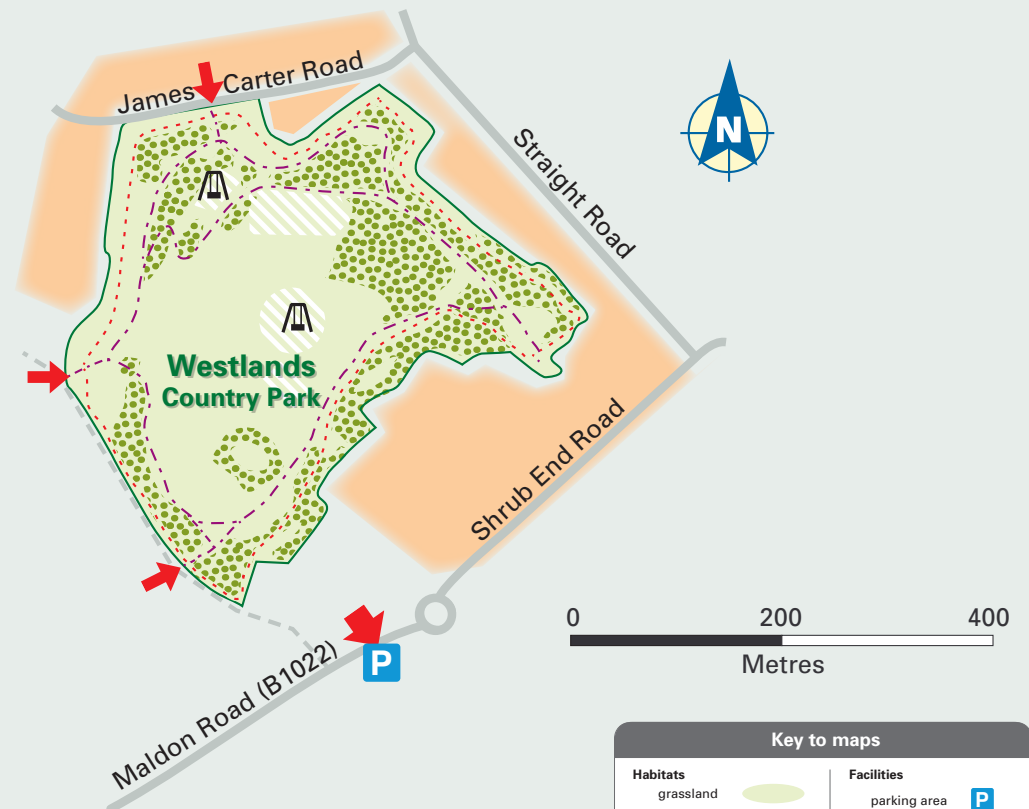 James Carter Road
N
Straight Road
Westlands
Country Park
Shrub End Road
0 200 400
Metres
P
Maldon Road (B1022)
Key to maps
Habitats
Facilities
grassland
parking area P